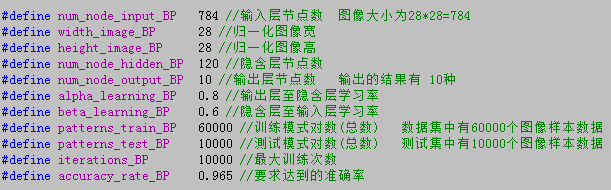 #define num_node_input_BP 784 //输入层节点数 图像大小为28*28=784
#define width_image_BP 28 //归一化图像宽
#define height_image_BP 28 //归一化图像高
#define num_node_hidden_BP 120 //隐含层节点数
#define num_node_output_BP 10 //输出层节点数 输出的结果有 10种
#define alpha_learning_BP 0.8 //输出层至隐含层学习率
#define beta_learning_BP 0.6 //隐含层至输入层学习率
#define patterns_train_BP 60000 //训练模式对数(总数) 数据集中有60000个图像样本数据
#define patterns_test_BP 10000 //测试模式对数(总数) 测试集中有10000个图像样本数据
#define iterations_BP 10000 //最大训练次数
#define accuracy_rate_BP 0.965 //要求达到的准确率